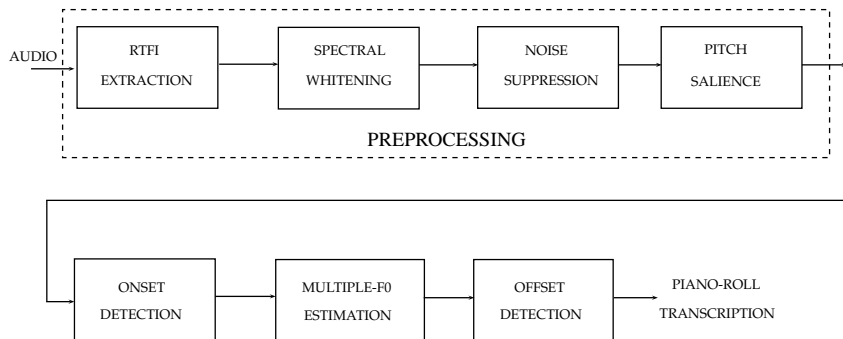 AUDIO
RTFI
EXTRACTION
SPECTRAL
WHITENING
NOISE
SUPPRESSION
PITCH
SALIENCE
PREPROCESSING
ONSET
DETECTION
MULTIPLE-F0
ESTIMATION
OFFSET
DETECTION
PIANO-ROLL
TRANSCRIPTION